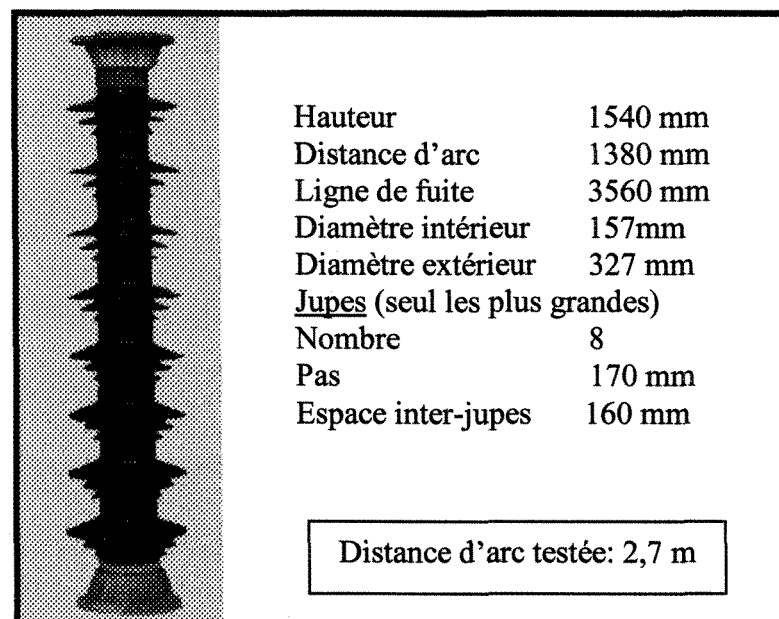 Hauteur 1540 mm
Distance d'arc 1380 mm
Ligne de fuite 3560 mm
Diamètre intérieur 157mm
Diamètre extérieur 327 mm
Jupes (seul les plus grandes)
Nombre 8
Pas 170 mm
Espace inter-jupes 160 mm
Distance d'arc testée: 2,7 m